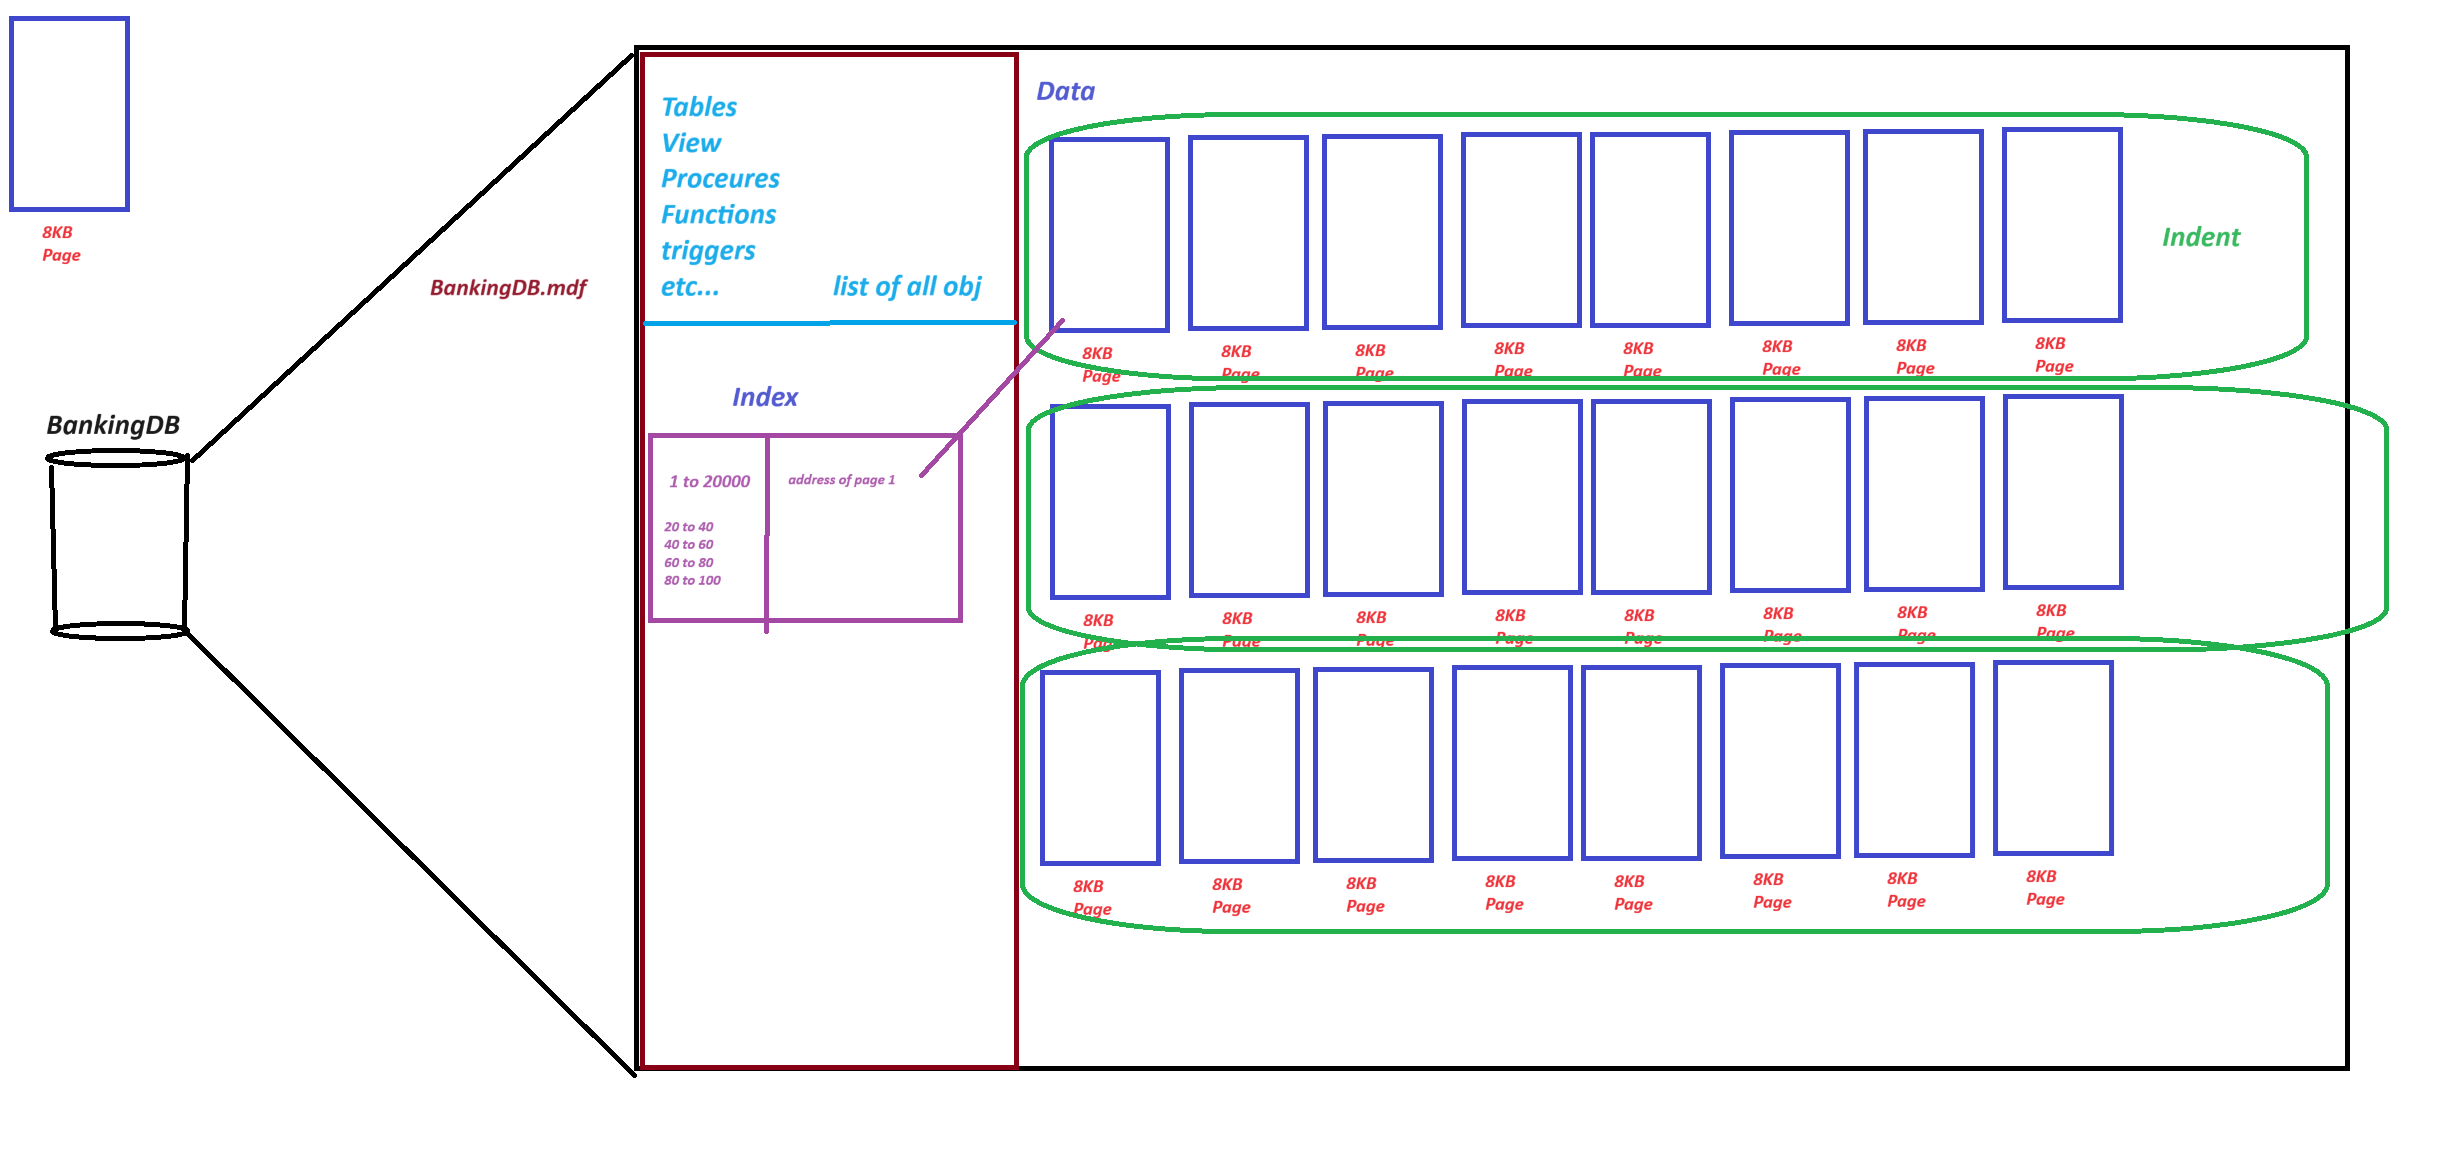 8KB
Page
BankingDB.mdf
BankingDB
Tables
View
Proceures
Functions
triggers
etc...
list of all obj
Index
1 to 20000
address of page 1
20 to 40
40 to 60
60 to 80
80 to 100
Data
Indent
8KB
Page
8KB
Page
8KB
Page
8KB
Page
8KB
Page
8KB
Page
8KB
Page
8KB
Page
8KB
Page
8KB
Page
8KB
Page
8KB
Page
8KB
Page
8KB
Page
8KB
Page
8KB
Page
8KB
Page
8KB
Page
8KB
Page
8KB
Page
8KB
Page
8KB
Page
8KB
Page
8KB
Page